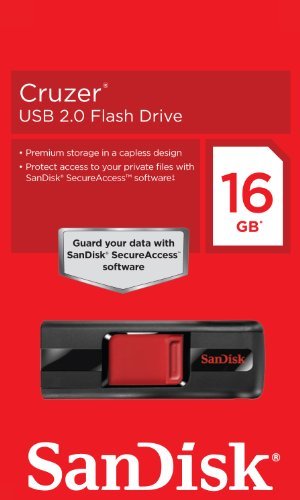 Cruzer®
USB 2.0 Flash Drive
• Premium storage in a capless design
• Protect access to your private files with
SanDisk® SecureAccess™ software‡
16
GB*
Guard your data with
SanDisk® SecureAccess™
software
SanDisk
SanDisk®